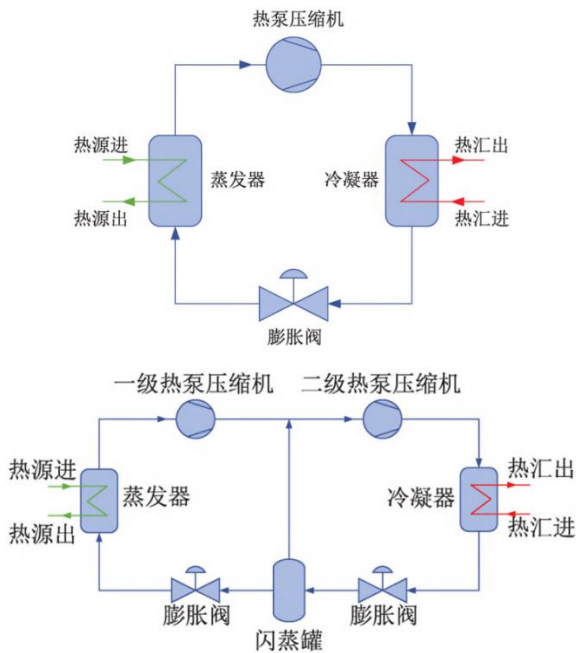 热泵压缩机
热源进
热汇出
蒸发器
冷凝器
热源出
热汇进
膨胀阀
一级热泵压缩机
二级热泵压缩机
热源进
热汇出
蒸发器
冷凝器
热源出
热汇进
膨胀阀
膨胀阀
闪蒸罐